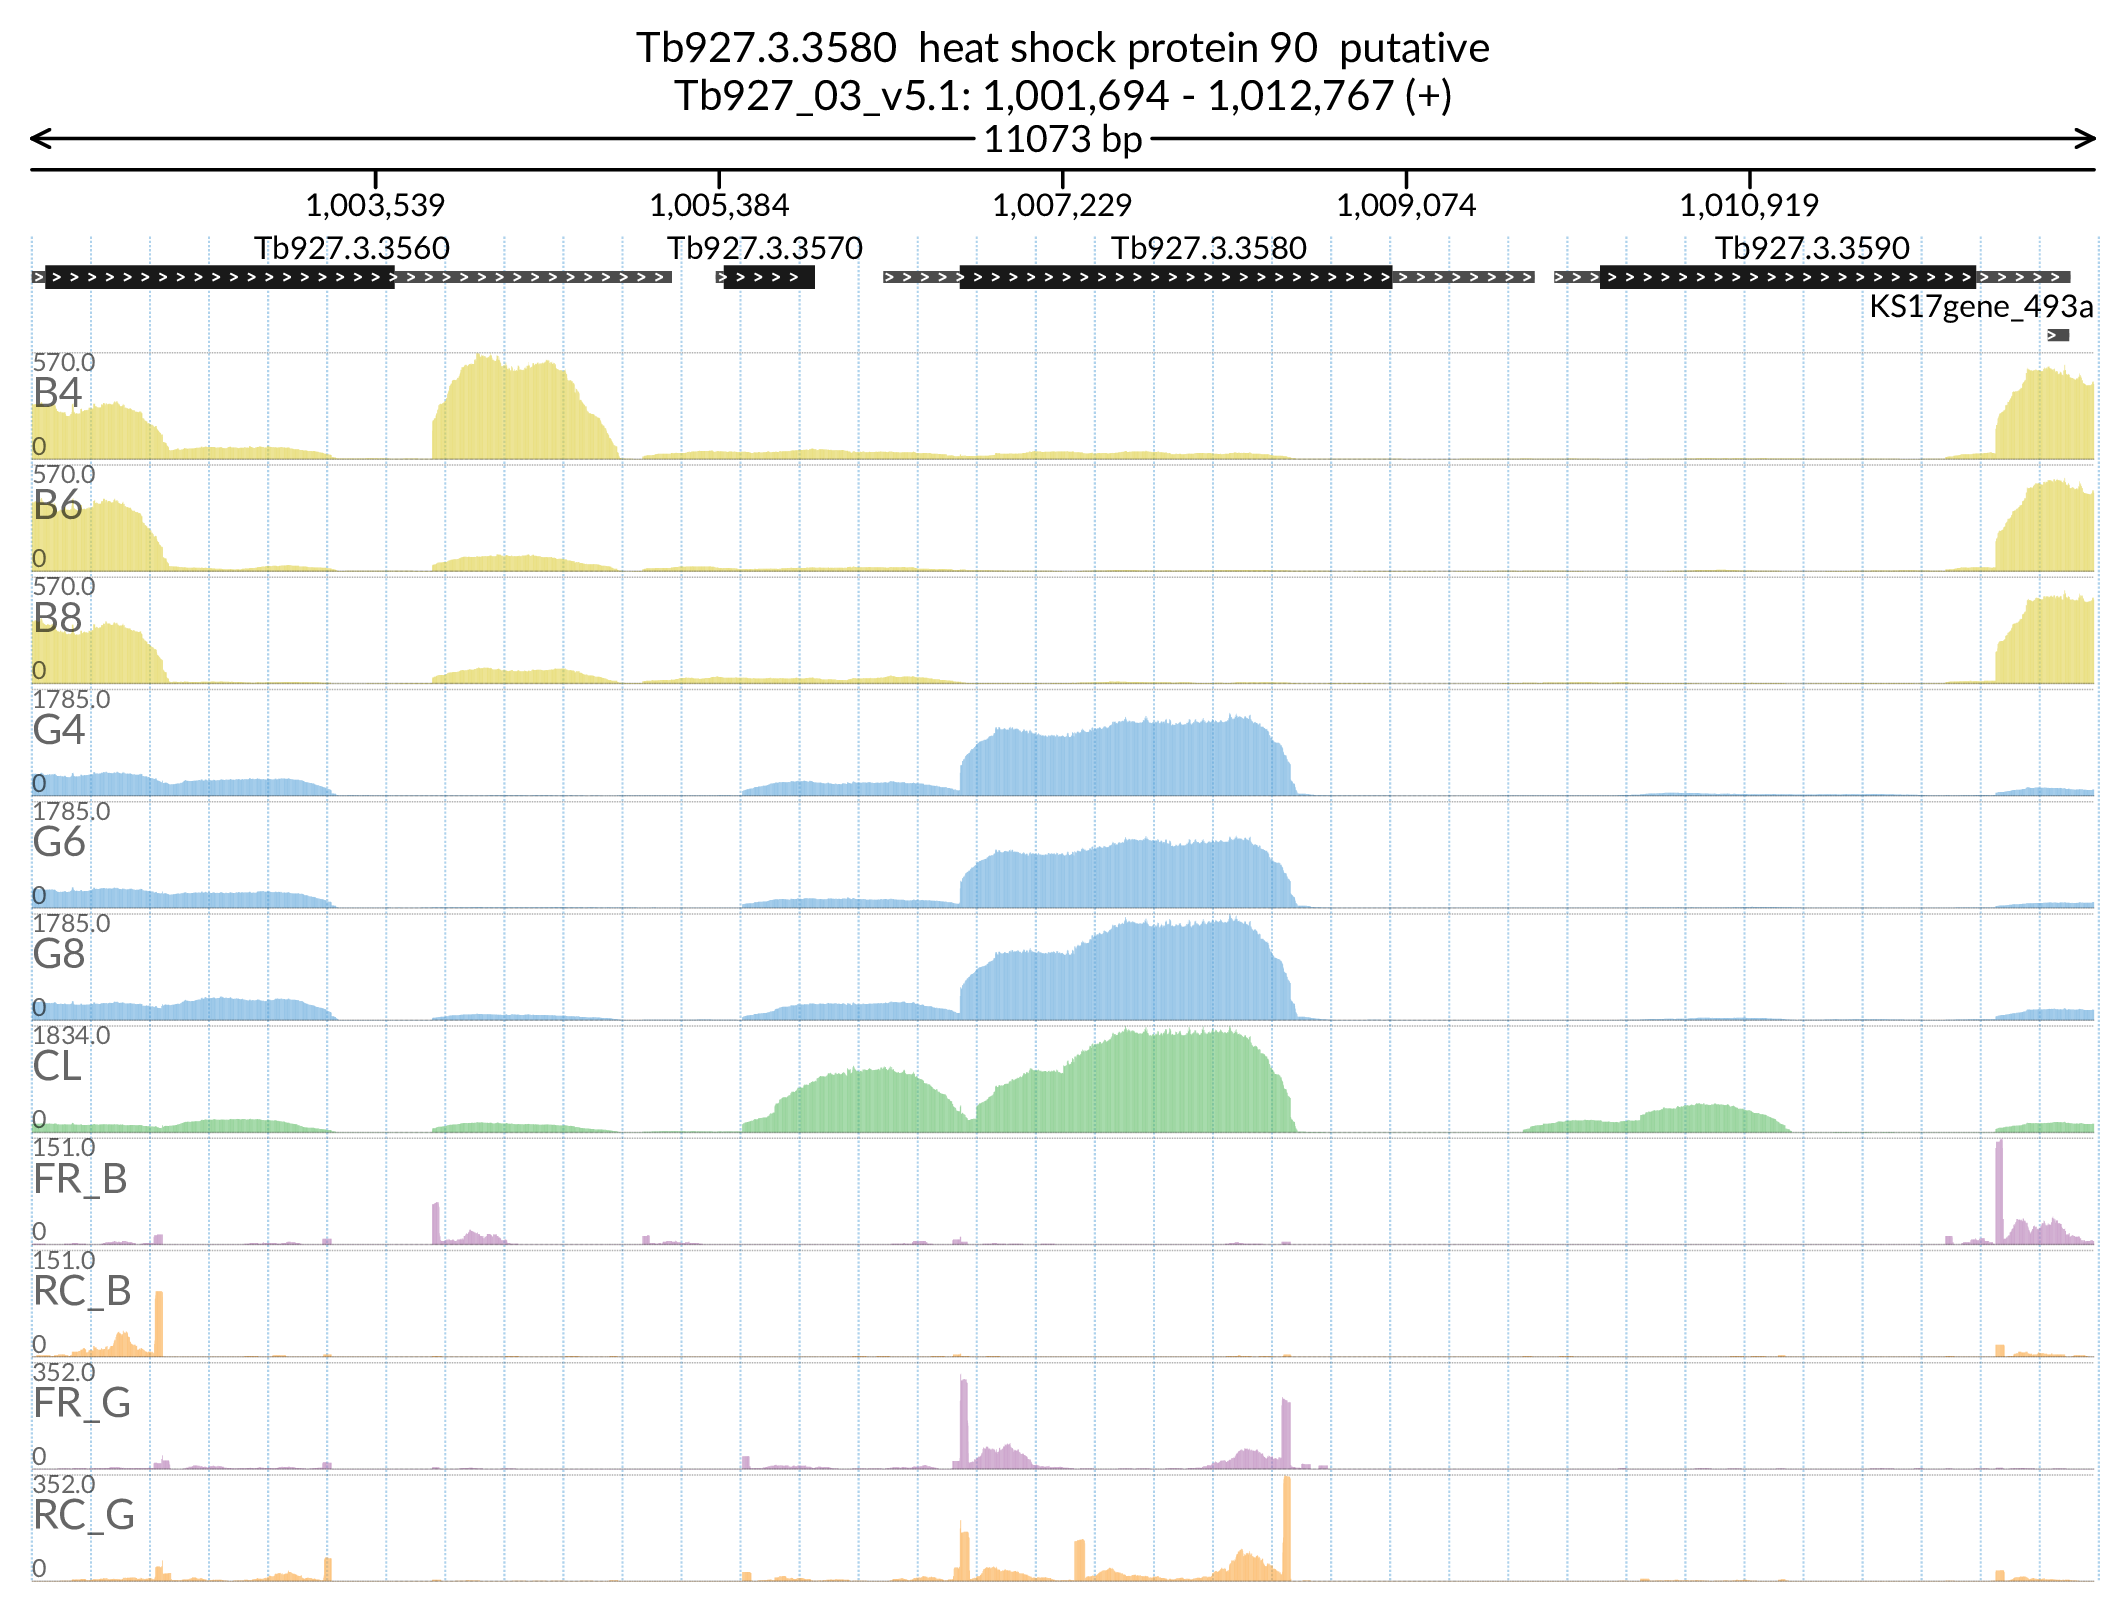 Tb927.3.3580  heat shock protein 90  putative
Tb927_03_v5.1: 1,001,694 - 1,012,767 (+)
11073 bp
1,003,539 1,005,384 1,007,229 1,009,074 1,010,919
Tb927.3.3560 Tb927.3.3570 Tb927.3.3580 Tb927.3.3590
KS17gene_493a
570.0
B4
0
570.0
B6
0
570.0
B8
0
1785.0
G4
0
1785.0
G6
0
1785.0
G8
0
1834.0
CL
0
151.0
FR_B
0
151.0
RC_B
0
352.0
FR_G
0
352.0
RC_G
0